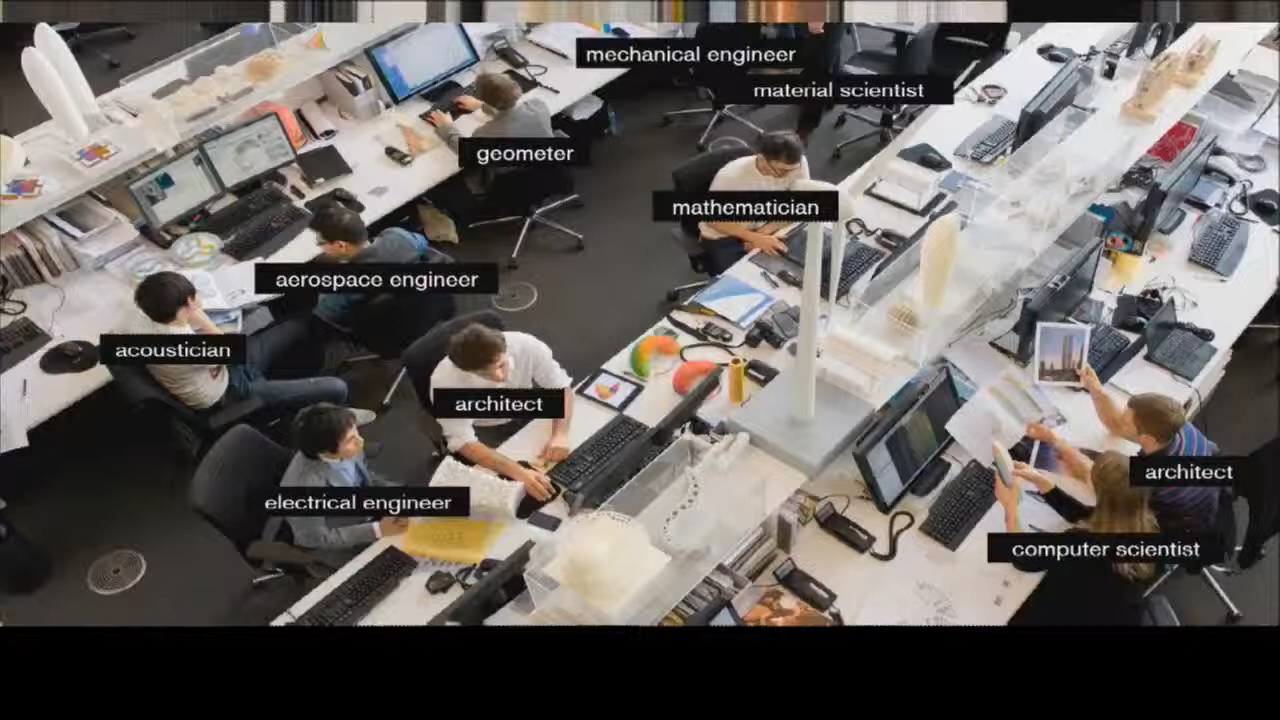 mechanical engineer
material scientist
geometer
mathematician
aerospace engineer
acoustician
architect
architect
electrical engineer
computer scientist